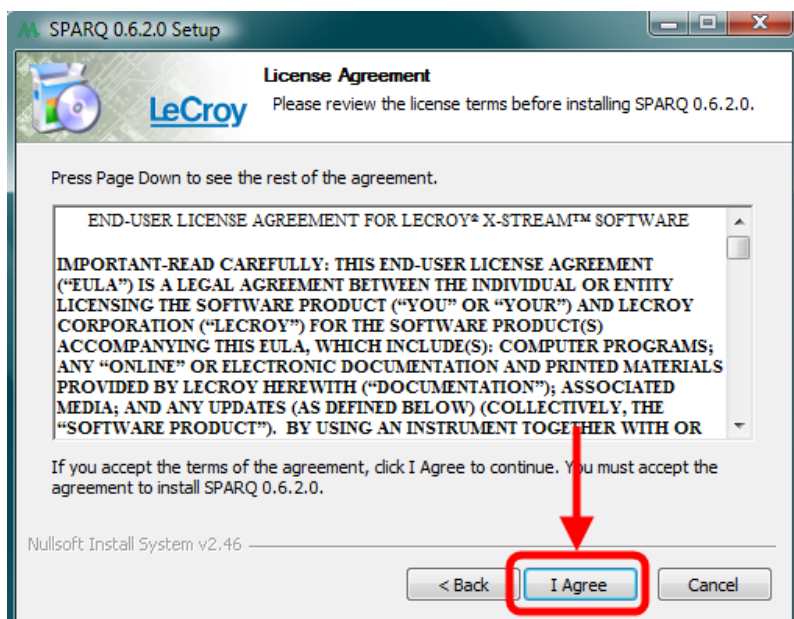 SPARQ 0.6.2.0 Setup
License Agreement
LeCroy
Please review the license terms before installing SPARQ 0.6.2.0.
Press Page Down to see the rest of the agreement.
END-USER LICENSE AGREEMENT FOR LECROY® X-STREAM™ SOFTWARE
IMPORTANT-READ CAREFULLY: THIS END-USER LICENSE AGREEMENT
(“EULA”) IS A LEGAL AGREEMENT BETWEEN THE INDIVIDUAL OR ENTITY
LICENSING THE SOFTWARE PRODUCT (“YOU” OR “YOUR”) AND LECROY
CORPORATION (“LECROY”) FOR THE SOFTWARE PRODUCT(S)
ACCOMPANYING THIS EULA, WHICH INCLUDE(S): COMPUTER PROGRAMS;
ANY “ONLINE” OR ELECTRONIC DOCUMENTATION AND PRINTED MATERIALS
PROVIDED BY LECROY HEREWITH (“DOCUMENTATION”); ASSOCIATED
MEDIA; AND ANY UPDATES (AS DEFINED BELOW) (COLLECTIVELY, THE
“SOFTWARE PRODUCT”). BY USING AN INSTRUMENT TOGETHER WITH OR
If you accept the terms of the agreement, click I Agree to continue. You must accept the
agreement to install SPARQ 0.6.2.0.
Nullsoft Install System v2.46
< Back
I Agree
Cancel